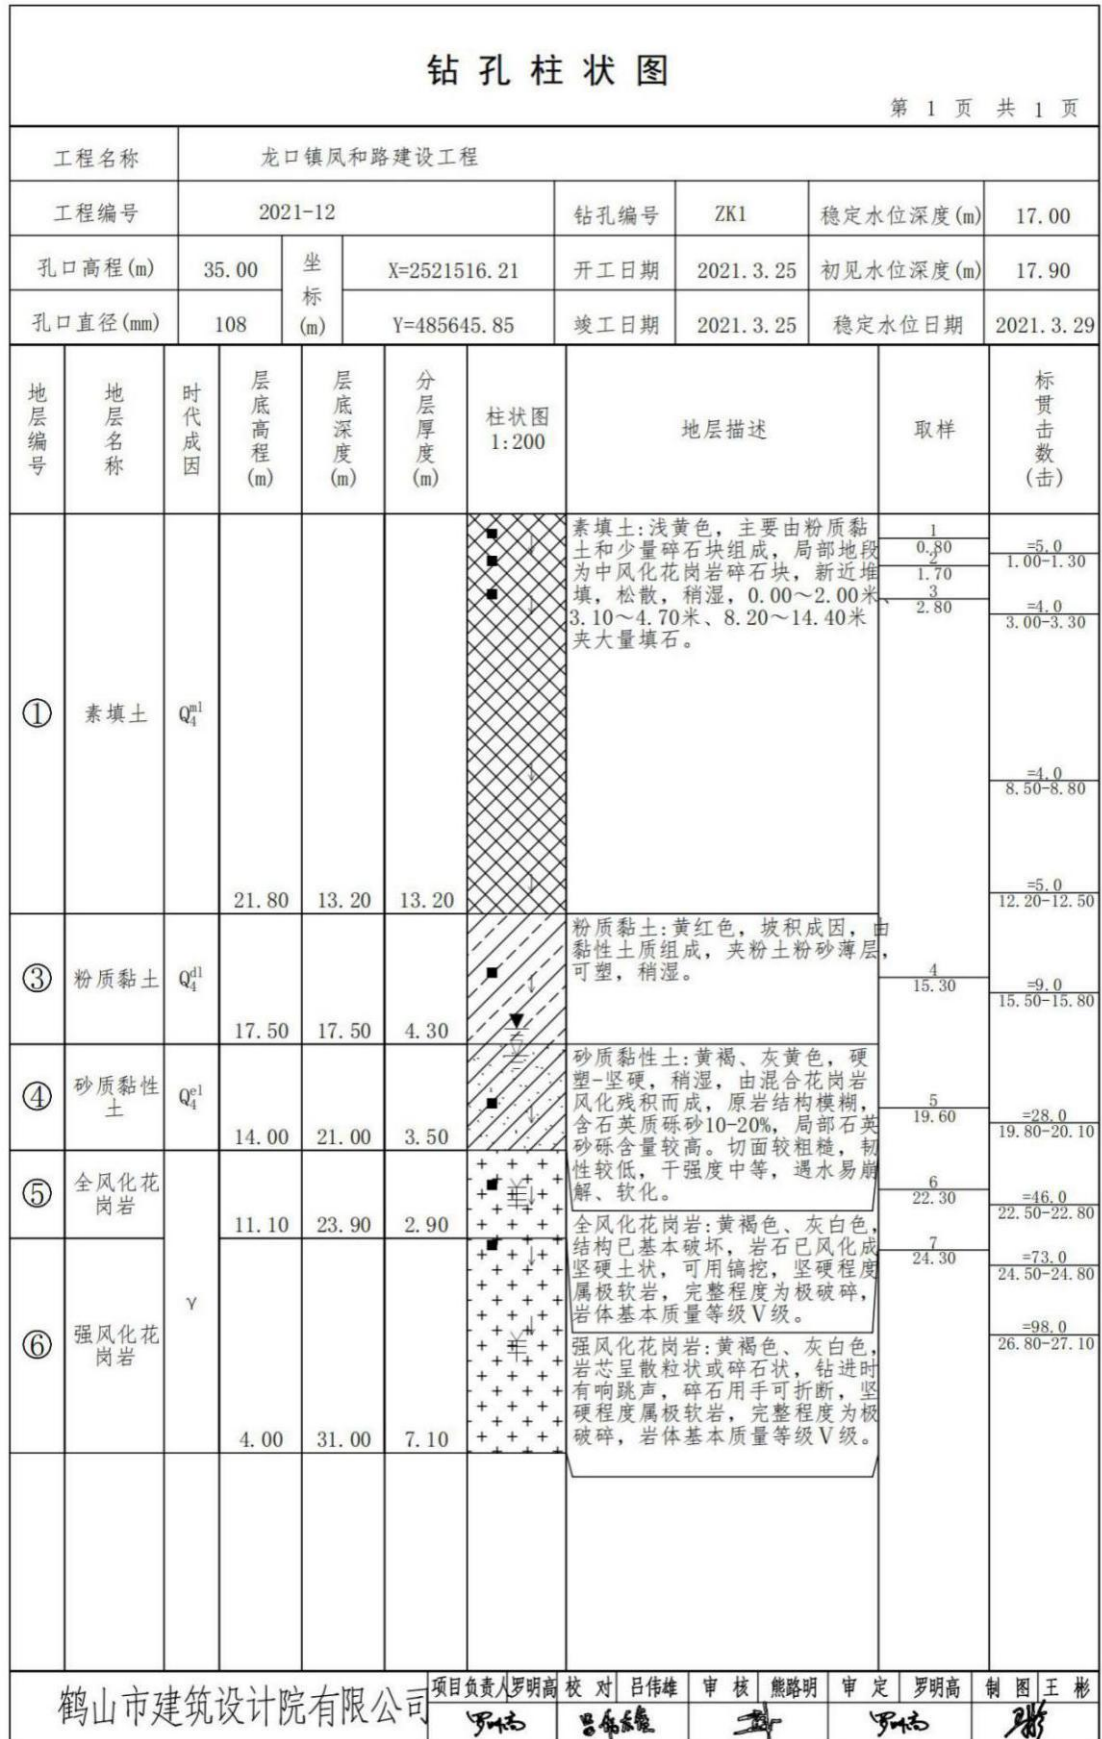 钻孔柱状图
第 1 页 共 1 页
工程名称 龙口镇凤和路建设工程
工程编号 2021-12 钻孔编号 ZK1 稳定水位深度(m) 17.00
孔口高程(m) 35.00 坐标(m) X=2521516.21 开工日期 2021.3.25 初见水位深度(m) 17.90
孔口直径(mm) 108 Y=485645.85 竣工日期 2021.3.25 稳定水位日期 2021.3.29
地层编号 地层名称 时代成因 层底高程(m) 层底深度(m) 分层厚度(m) 柱状图 1:200 地层描述 取样 标贯击数(击)
① 素填土 Q4ml 21.80 13.20 13.20
素填土:浅黄色，主要由粉质黏
土和少量碎石块组成，局部地段
为中风化花岗岩碎石块，新近堆
填，松散，稍湿，0.00～2.00米、
3.10～4.70米、8.20～14.40米
夹大量填石。
1
0.80
2
1.70
3
2.80
=5.0
1.00-1.30
=4.0
3.00-3.30
=4.0
8.50-8.80
=5.0
12.20-12.50
③ 粉质黏土 Q4dl 17.50 17.50 4.30
粉质黏土:黄红色，坡积成因，由
黏性土质组成，夹粉土粉砂薄层，
可塑，稍湿。
4
15.30
=9.0
15.50-15.80
④ 砂质黏性土 Q4el 14.00 21.00 3.50
砂质黏性土:黄褐、灰黄色，硬
塑-坚硬，稍湿，由混合花岗岩
风化残积而成，原岩结构模糊，
含石英质砾砂10-20%，局部石英
砂砾含量较高。切面较粗糙，韧
性较低，干强度中等，遇水易崩
解、软化。
5
19.60
=28.0
19.80-20.10
⑤ 全风化花岗岩 γ 11.10 23.90 2.90
全风化花岗岩:黄褐色、灰白色，
结构已基本破坏，岩石已风化成
坚硬土状，可用镐挖，坚硬程度
属极软岩，完整程度为极破碎，
岩体基本质量等级Ⅴ级。
6
22.30
=46.0
22.50-22.80
⑥ 强风化花岗岩 4.00 31.00 7.10
强风化花岗岩:黄褐色、灰白色，
岩芯呈散粒状或碎石状，钻进时
有响跳声，碎石用手可折断，坚
硬程度属极软岩，完整程度为极
破碎，岩体基本质量等级Ⅴ级。
7
24.30
=73.0
24.50-24.80
=98.0
26.80-27.10
鹤山市建筑设计院有限公司 项目负责人 罗明高 校对 吕伟雄 审核 熊路明 审定 罗明高 制图 王彬